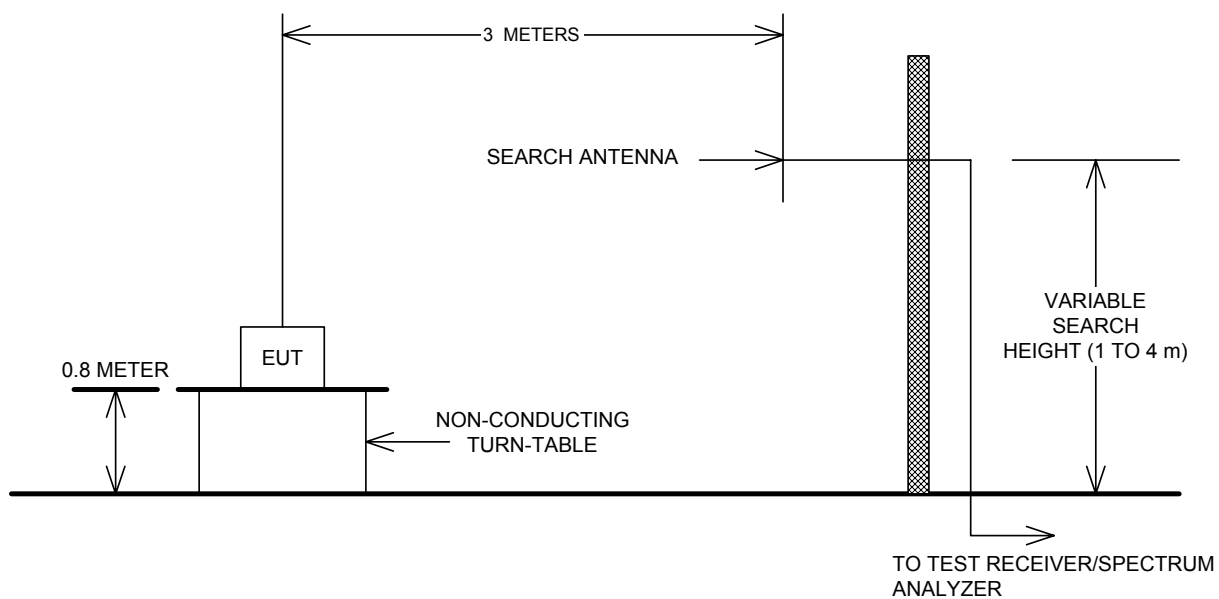 3 METERS
SEARCH ANTENNA
VARIABLE
SEARCH
HEIGHT (1 TO 4 m)
EUT
0.8 METER
NON-CONDUCTING
TURN-TABLE
TO TEST RECEIVER/SPECTRUM
ANALYZER